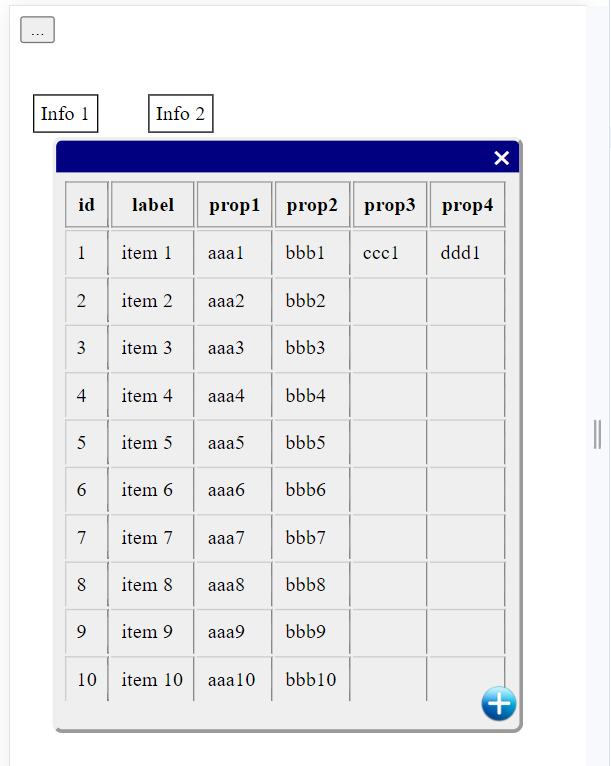 ...
Info 1 Info 2
id label prop1 prop2 prop3 prop4
1 item 1 aaa1 bbb1 ccc1 ddd1
2 item 2 aaa2 bbb2
3 item 3 aaa3 bbb3
4 item 4 aaa4 bbb4
5 item 5 aaa5 bbb5
6 item 6 aaa6 bbb6
7 item 7 aaa7 bbb7
8 item 8 aaa8 bbb8
9 item 9 aaa9 bbb9
10 item 10 aaa10 bbb10